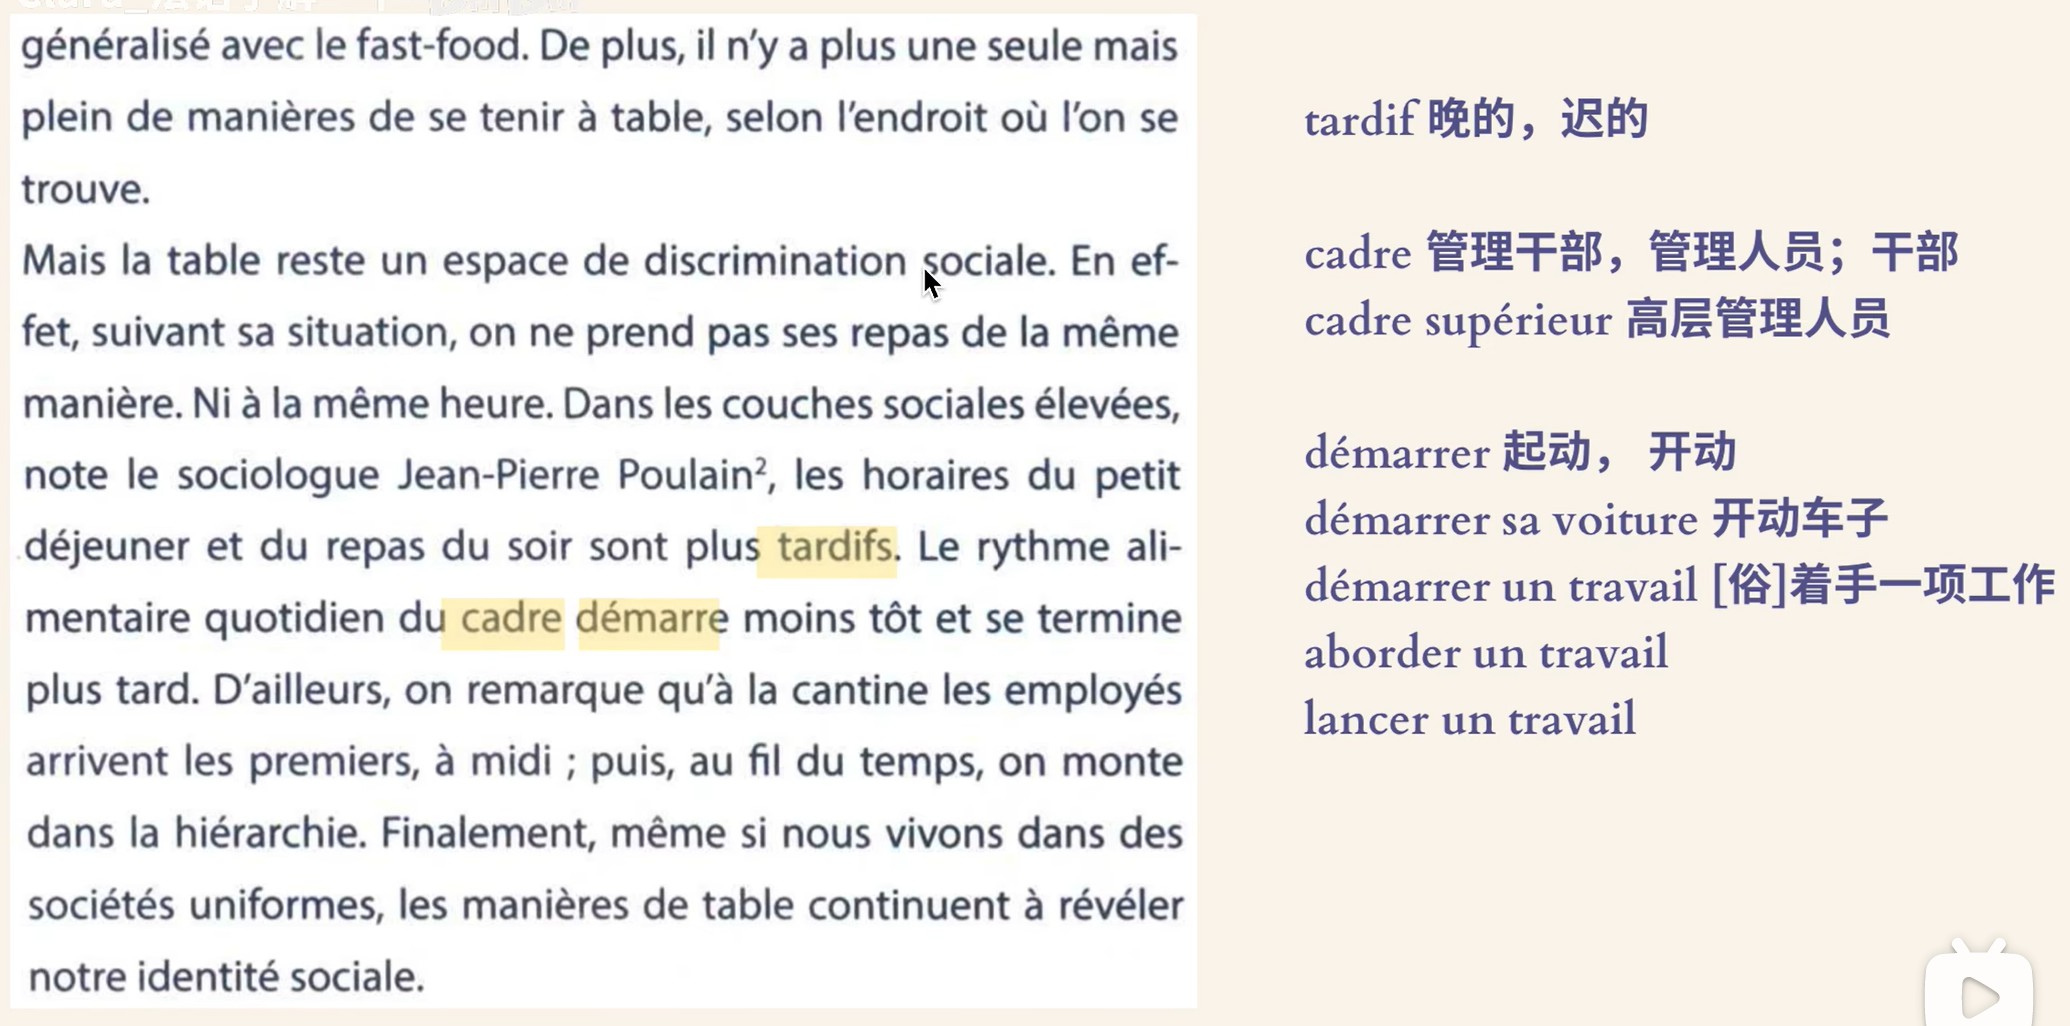 généralisé avec le fast-food. De plus, il n'y a plus une seule mais
plein de manières de se tenir à table, selon l'endroit où l'on se
trouve.
Mais la table reste un espace de discrimination sociale. En ef-
fet, suivant sa situation, on ne prend pas ses repas de la même
manière. Ni à la même heure. Dans les couches sociales élevées,
note le sociologue Jean-Pierre Poulain², les horaires du petit
déjeuner et du repas du soir sont plus tardifs. Le rythme ali-
mentaire quotidien du cadre démarre moins tôt et se termine
plus tard. D'ailleurs, on remarque qu'à la cantine les employés
arrivent les premiers, à midi ; puis, au fil du temps, on monte
dans la hiérarchie. Finalement, même si nous vivons dans des
sociétés uniformes, les manières de table continuent à révéler
notre identité sociale.
tardif 晚的，迟的
cadre 管理干部，管理人员；干部
cadre supérieur 高层管理人员
démarrer 起动， 开动
démarrer sa voiture 开动车子
démarrer un travail [俗]着手一项工作
aborder un travail
lancer un travail